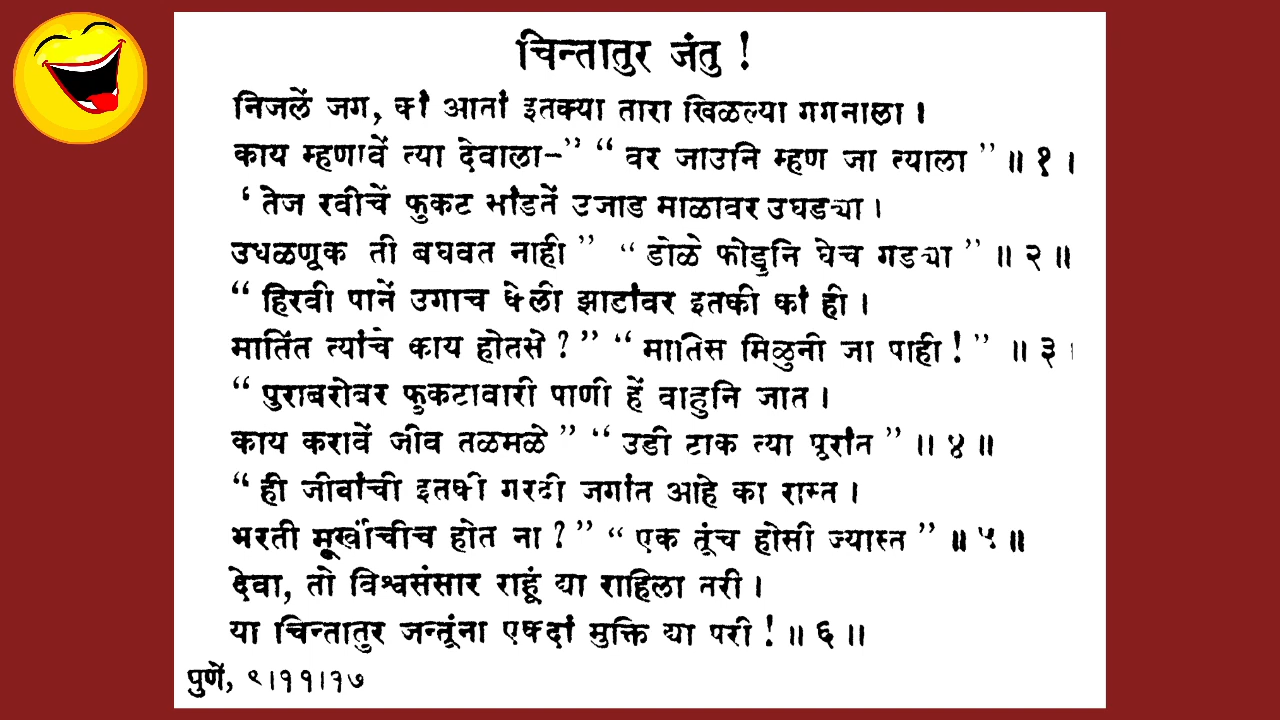 चिन्तातुर जंतु !
निजलें जग, कां आतां इतक्या तारा खिळल्या गगनाला ।
काय म्हणावें त्या देवाला–” “ वर जाउनि म्हण जा त्याला ” ॥ १ ।
‘ तेज रवीचें फुकट भांडतें उजाड माळावर उघड्या ।
उधळणूक ती बघवत नाही ” “ डोळे फोडुनि घेच गड्या ” ॥ २ ॥
“ हिरवी पानें उगाच केली झाडांवर इतकी कां ही ।
मातिंत त्यांचे काय होतसे ? ” “ मातिस मिळुनी जा पाही ! ” ॥ ३ ।
“ पुराबरोबर फुकटावारी पाणी हें वाहुनि जात ।
काय करावें जीव तळमळे ” “ उडी टाक त्या पूरांत ” ॥ ४ ॥
“ ही जीवांची इतकी गरदी जगांत आहे का रास्त ।
भरती मूर्खांचीच होत ना ? ” “ एक तूंच होसी ज्यास्त ” ॥ ५ ॥
देवा, तो विश्वसंसार राहूं द्या राहिला तरी ।
या चिन्तातुर जन्तूंना एकदां मुक्ति द्या परी ! ॥ ६ ॥
पुणें, ९।११।१७